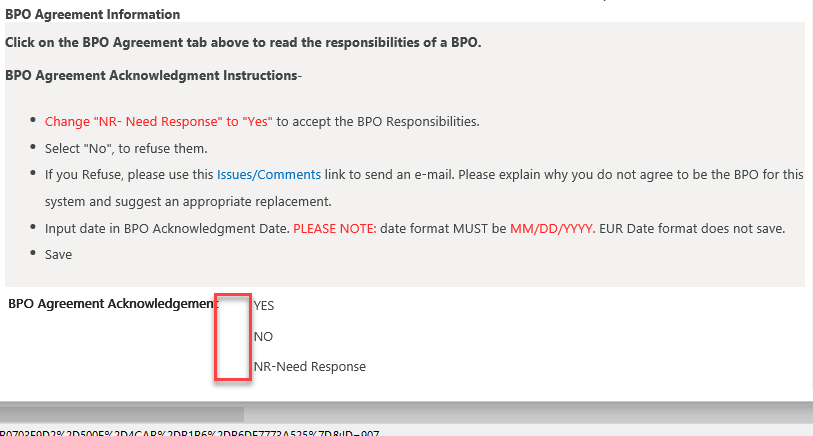 BPO Agreement Information
Click on the BPO Agreement tab above to read the responsibilities of a BPO.
BPO Agreement Acknowledgment Instructions-
Change "NR- Need Response" to "Yes" to accept the BPO Responsibilities.
Select "No", to refuse them.
If you Refuse, please use this Issues/Comments link to send an e-mail. Please explain why you do not agree to be the BPO for this
system and suggest an appropriate replacement.
Input date in BPO Acknowledgment Date. PLEASE NOTE: date format MUST be MM/DD/YYYY. EUR Date format does not save.
Save
BPO Agreement Acknowledgement
YES
NO
NR-Need Response